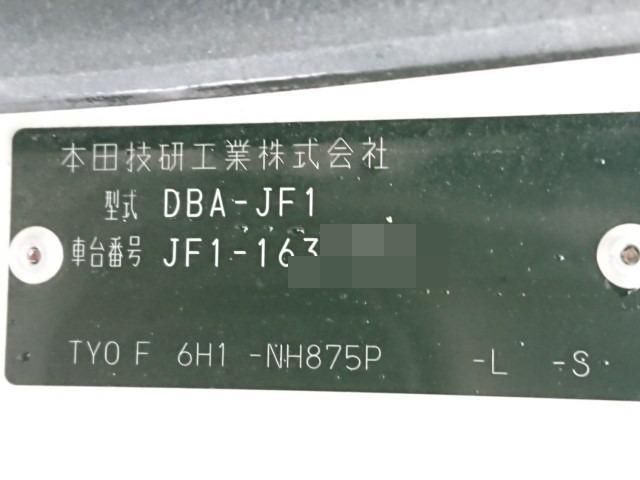 本田技研工業株式会社
型式 DBA-JF1
車台番号 JF1-163
TYO F 6H1 -NH875P -L -S